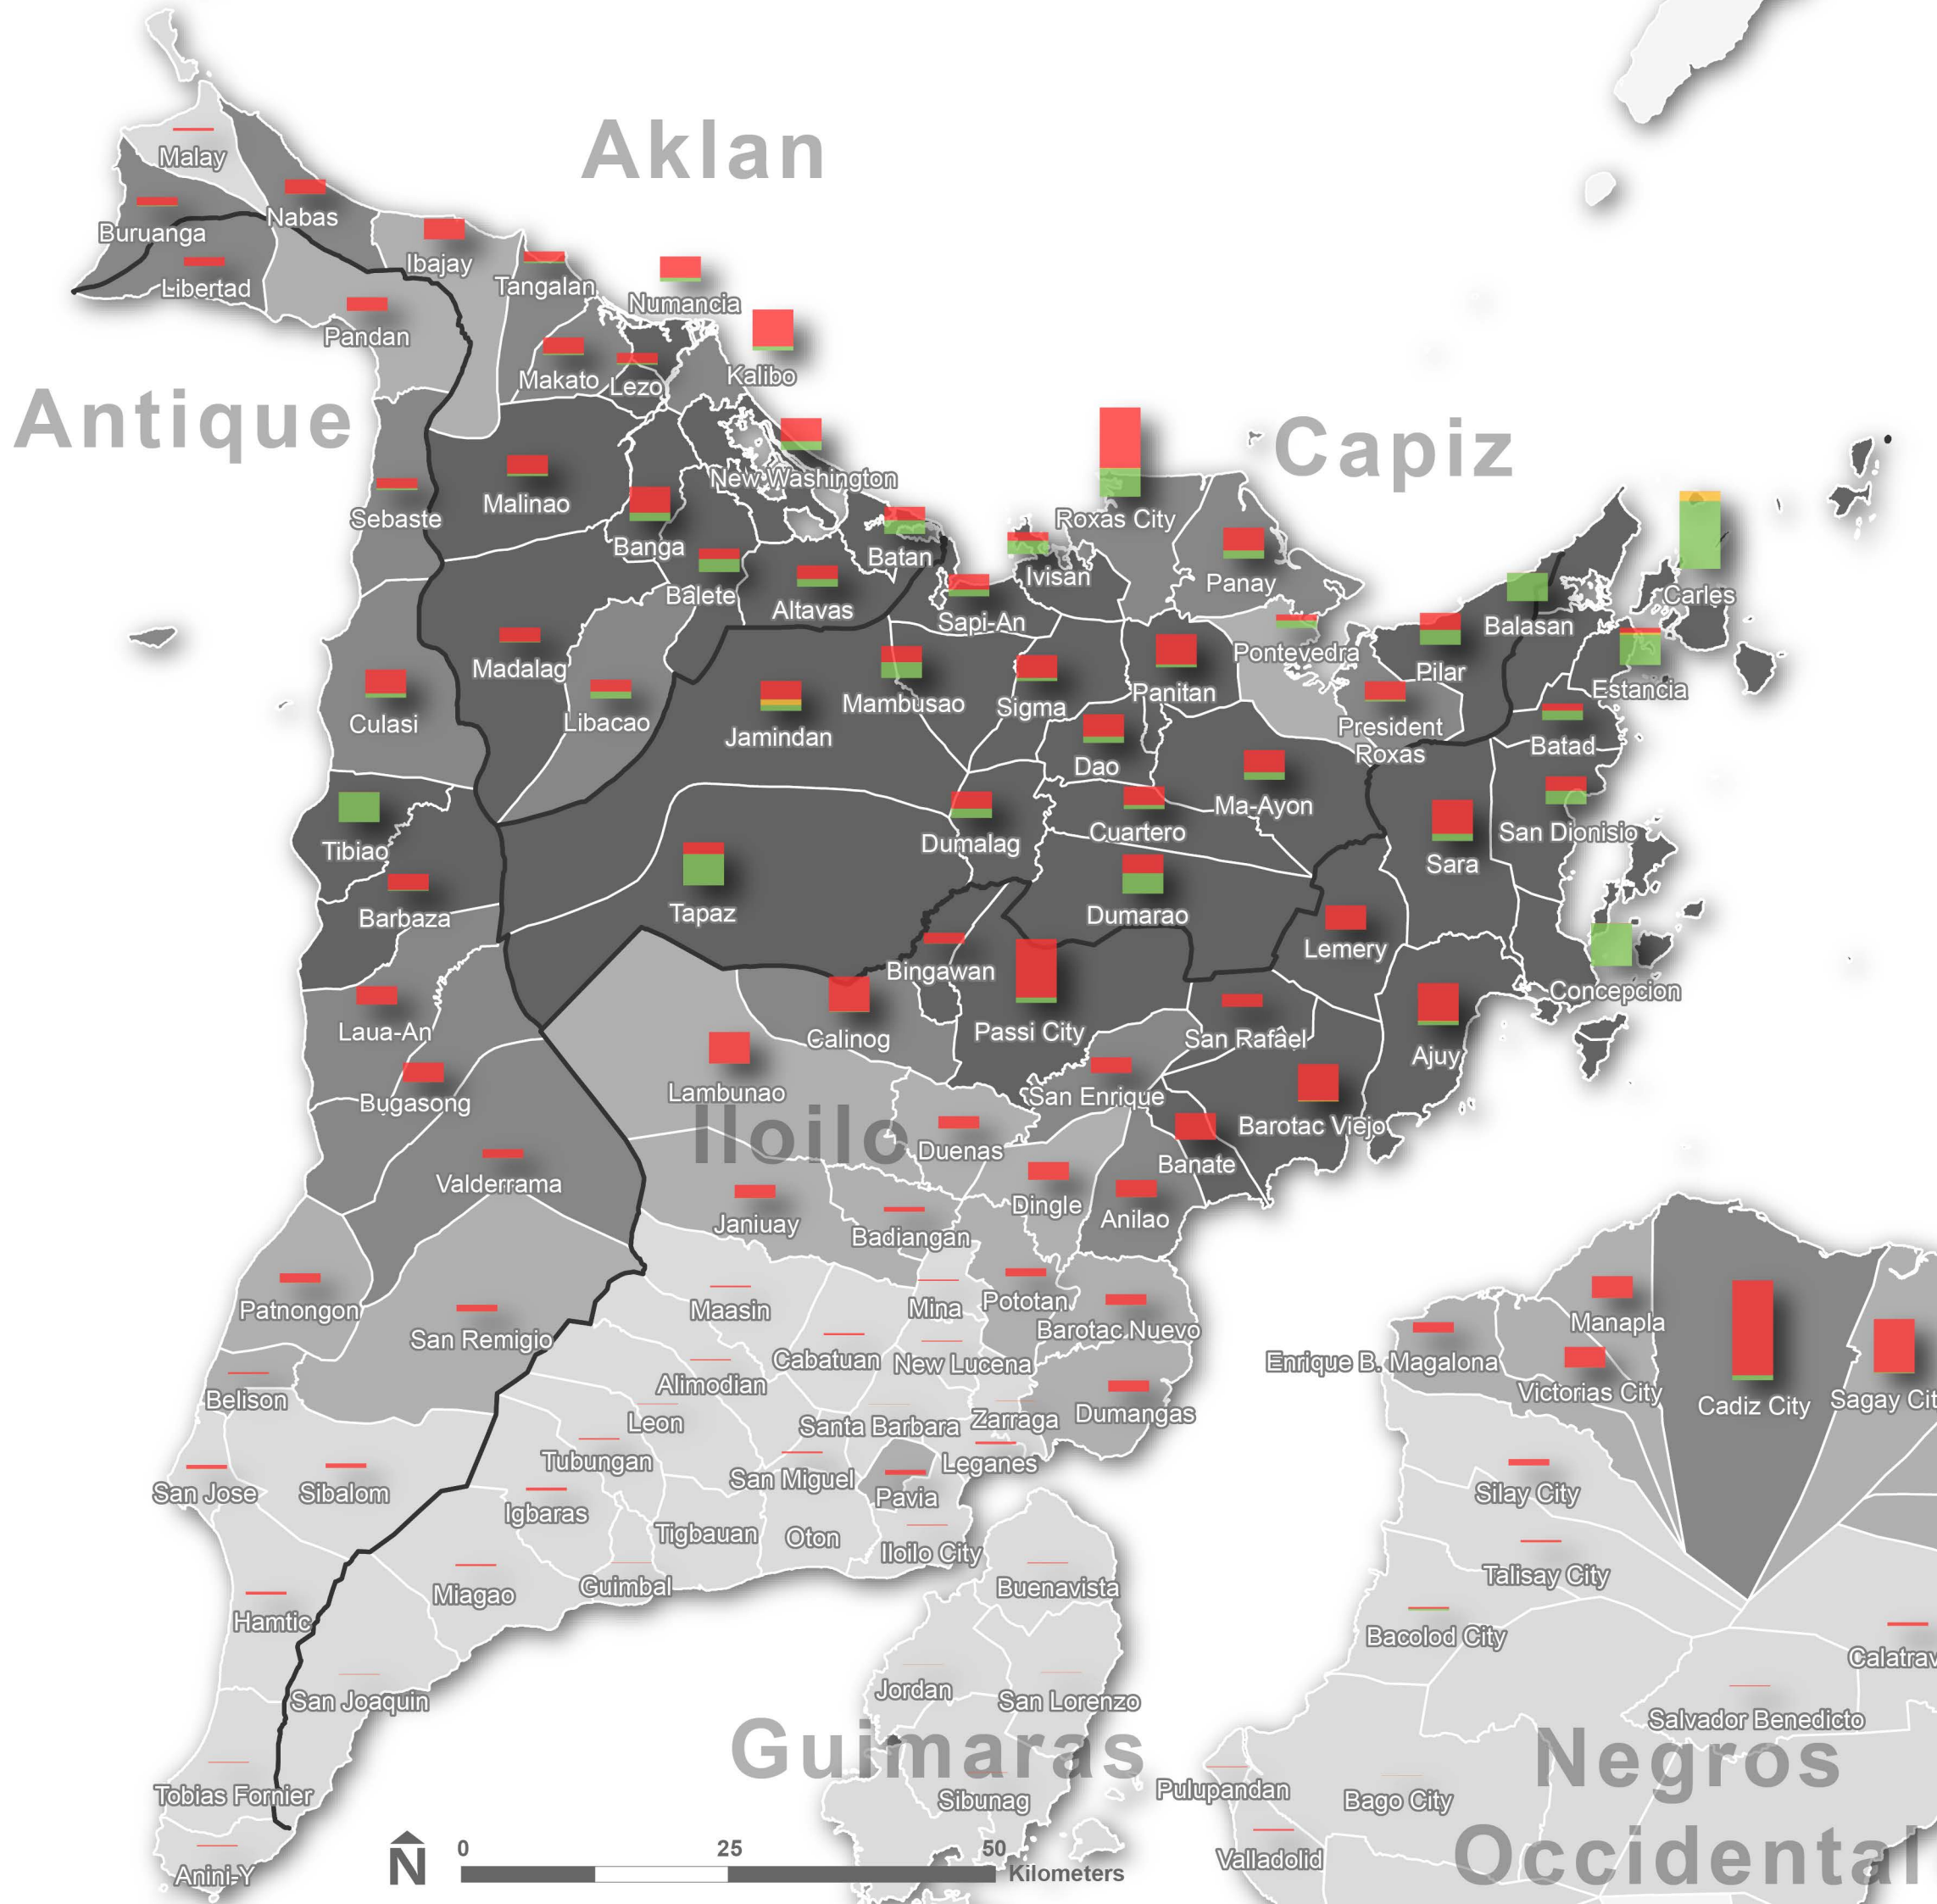 Aklan
Malay
Nabas
Buruanga
Ibajay
Libertad
Tangalan
Numancia
Pandan
Makato
Lezo
Kalibo
Antique
Capiz
New Washington
Malinao
Sebaste
Roxas City
Banga
Batan
Ivisan
Panay
Balete
Altavas
Carles
Sapi-An
Balasan
Pontevedra
Madalag
Pilar
Estancia
Panitan
Mambusao
Sigma
Libacao
Culasi
President
Roxas
Jamindan
Batad
Dao
Ma-Ayon
Cuartero
San Dionisio
Dumalag
Tibiao
Sara
Tapaz
Dumarao
Barbaza
Lemery
Bingawan
Concepcion
Laua-An
Calinog
Passi City
San Rafael
Ajuy
Lambunao
San Enrique
Bugasong
Iloilo
Barotac Viejo
Duenas
Banate
Valderrama
Dingle
Janiuay
Anilao
Badiangan
Patnongon
Maasin
Mina
Pototan
Manapla
San Remigio
Barotac Nuevo
Cabatuan
New Lucena
Enrique B. Magalona
Alimodian
Victorias City
Belison
Cadiz City
Sagay Cit
Leon
Santa Barbara
Zarraga
Dumangas
Tubungan
Leganes
San Miguel
San Jose
Sibalom
Pavia
Silay City
Igbaras
Tigbauan
Oton
Iloilo City
Talisay City
Guimbal
Buenavista
Miagao
Hamtic
Bacolod City
Calatrav
Jordan
San Joaquin
San Lorenzo
Salvador Benedicto
Guimaras
Negros
Occidental
Tobias Fornier
Sibunag
Pulupandan
Bago City
Valladolid
Anini-Y
N
0 25 50
Kilometers